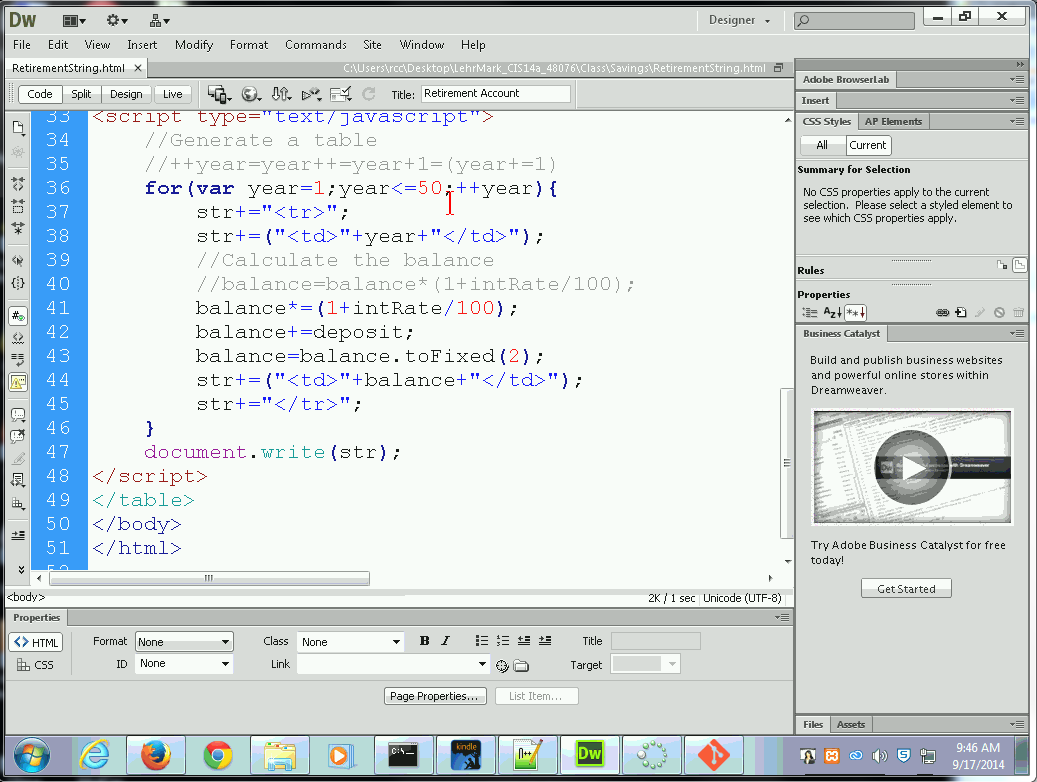 Dw
Designer
File Edit View Insert Modify Format Commands Site Window Help
RetirementString.html
C:\Users\rcc\Desktop\LehrMark_CIS14a_48076\Class\Savings\RetirementString.html
Code Split Design Live
Title: Retirement Account
33 <script type="text/javascript">
34 //Generate a table
35 //++year=year++=year+1=(year+=1)
36 for(var year=1;year<=50;++year){
37 str+="<tr>";
38 str+=("<td>"+year+"</td>");
39 //Calculate the balance
40 //balance=balance*(1+intRate/100);
41 balance*=(1+intRate/100);
42 balance+=deposit;
43 balance=balance.toFixed(2);
44 str+=("<td>"+balance+"</td>");
45 str+="</tr>";
46 }
47 document.write(str);
48 </script>
49 </table>
50 </body>
51 </html>
52
<body>
2K / 1 sec Unicode (UTF-8)
Properties
HTML
CSS
Format None
Class None
B I
Title
ID None
Link
Target
Page Properties...
List Item...
Adobe BrowserLab
Insert
CSS Styles AP Elements
All Current
Summary for Selection
No CSS properties apply to the current
selection. Please select a styled element to
see which CSS properties apply.
Rules
Properties
Business Catalyst
Build and publish business websites
and powerful online stores within
Dreamweaver.
Try Adobe Business Catalyst for free
today!
Get Started
Files Assets
kindle
Dw
9:46 AM
9/17/2014